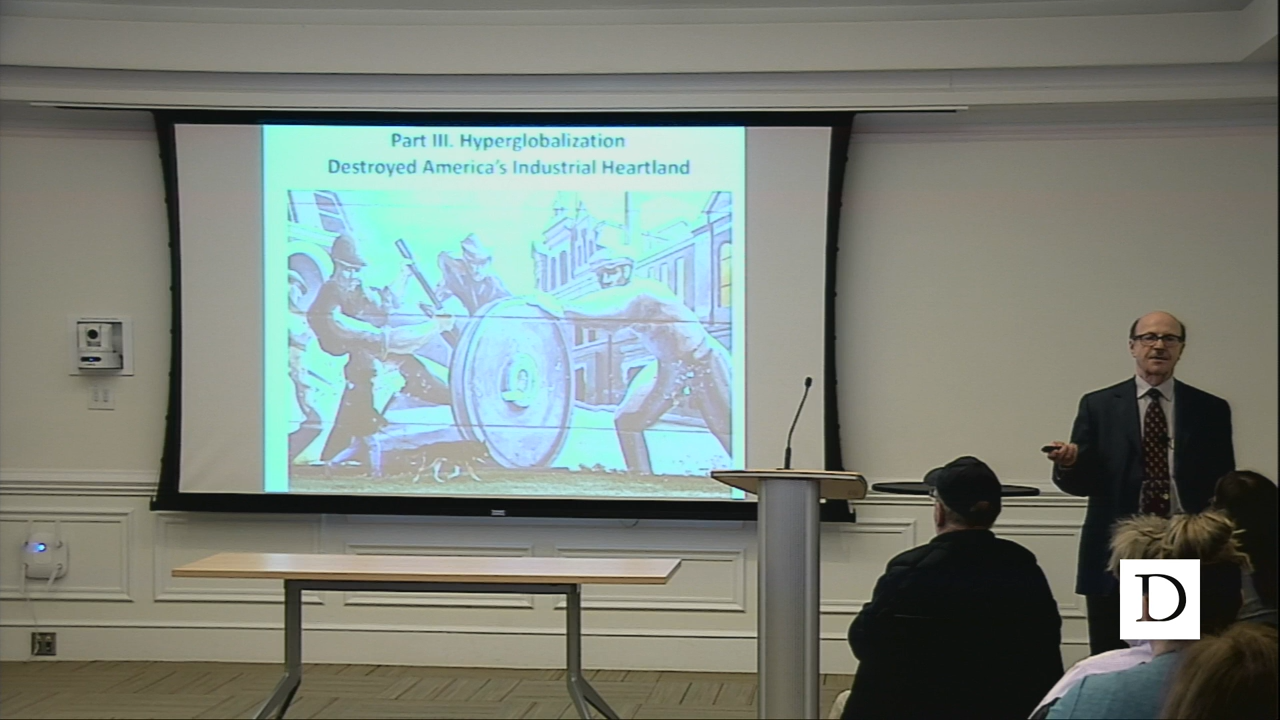 Part III. Hyperglobalization
Destroyed America's Industrial Heartland
D